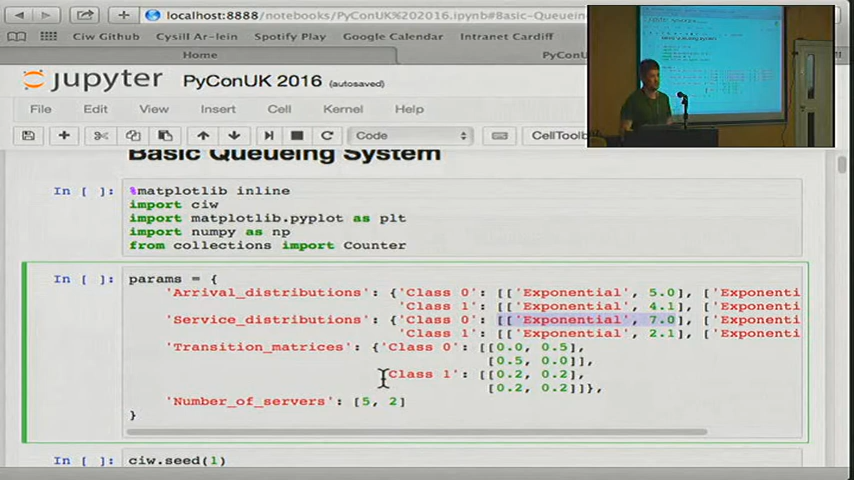 localhost:8888/notebooks/PyConUK%202016.ipynb#Basic-Queuein
Ciw Github Cysill Ar-lein Spotify Play Google Calendar Intranet Cardiff
Home PyConU
jupyter PyConUK 2016 (autosaved)
File Edit View Insert Cell Kernel Help
Code CellToolb
Basic Queueing System
In [ ]: %matplotlib inline
import ciw
import matplotlib.pyplot as plt
import numpy as np
from collections import Counter
In [ ]: params = {
'Arrival_distributions': {'Class 0': [['Exponential', 5.0], ['Exponenti
'Class 1': [['Exponential', 4.1], ['Exponenti
'Service_distributions': {'Class 0': [['Exponential', 7.0], ['Exponenti
'Class 1': [['Exponential', 2.1], ['Exponenti
'Transition_matrices': {'Class 0': [[0.0, 0.5],
[0.5, 0.0]],
'Class 1': [[0.2, 0.2],
[0.2, 0.2]]},
'Number_of_servers': [5, 2]
}
In [ ]: ciw.seed(1)